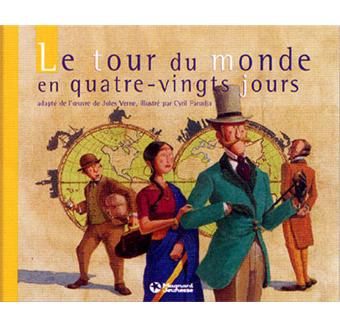 Le tour du monde
en quatre-vingts jours
adapté de l'œuvre de Jules Verne, illustré par Cyril Farudja
Magnard
Jeunesse